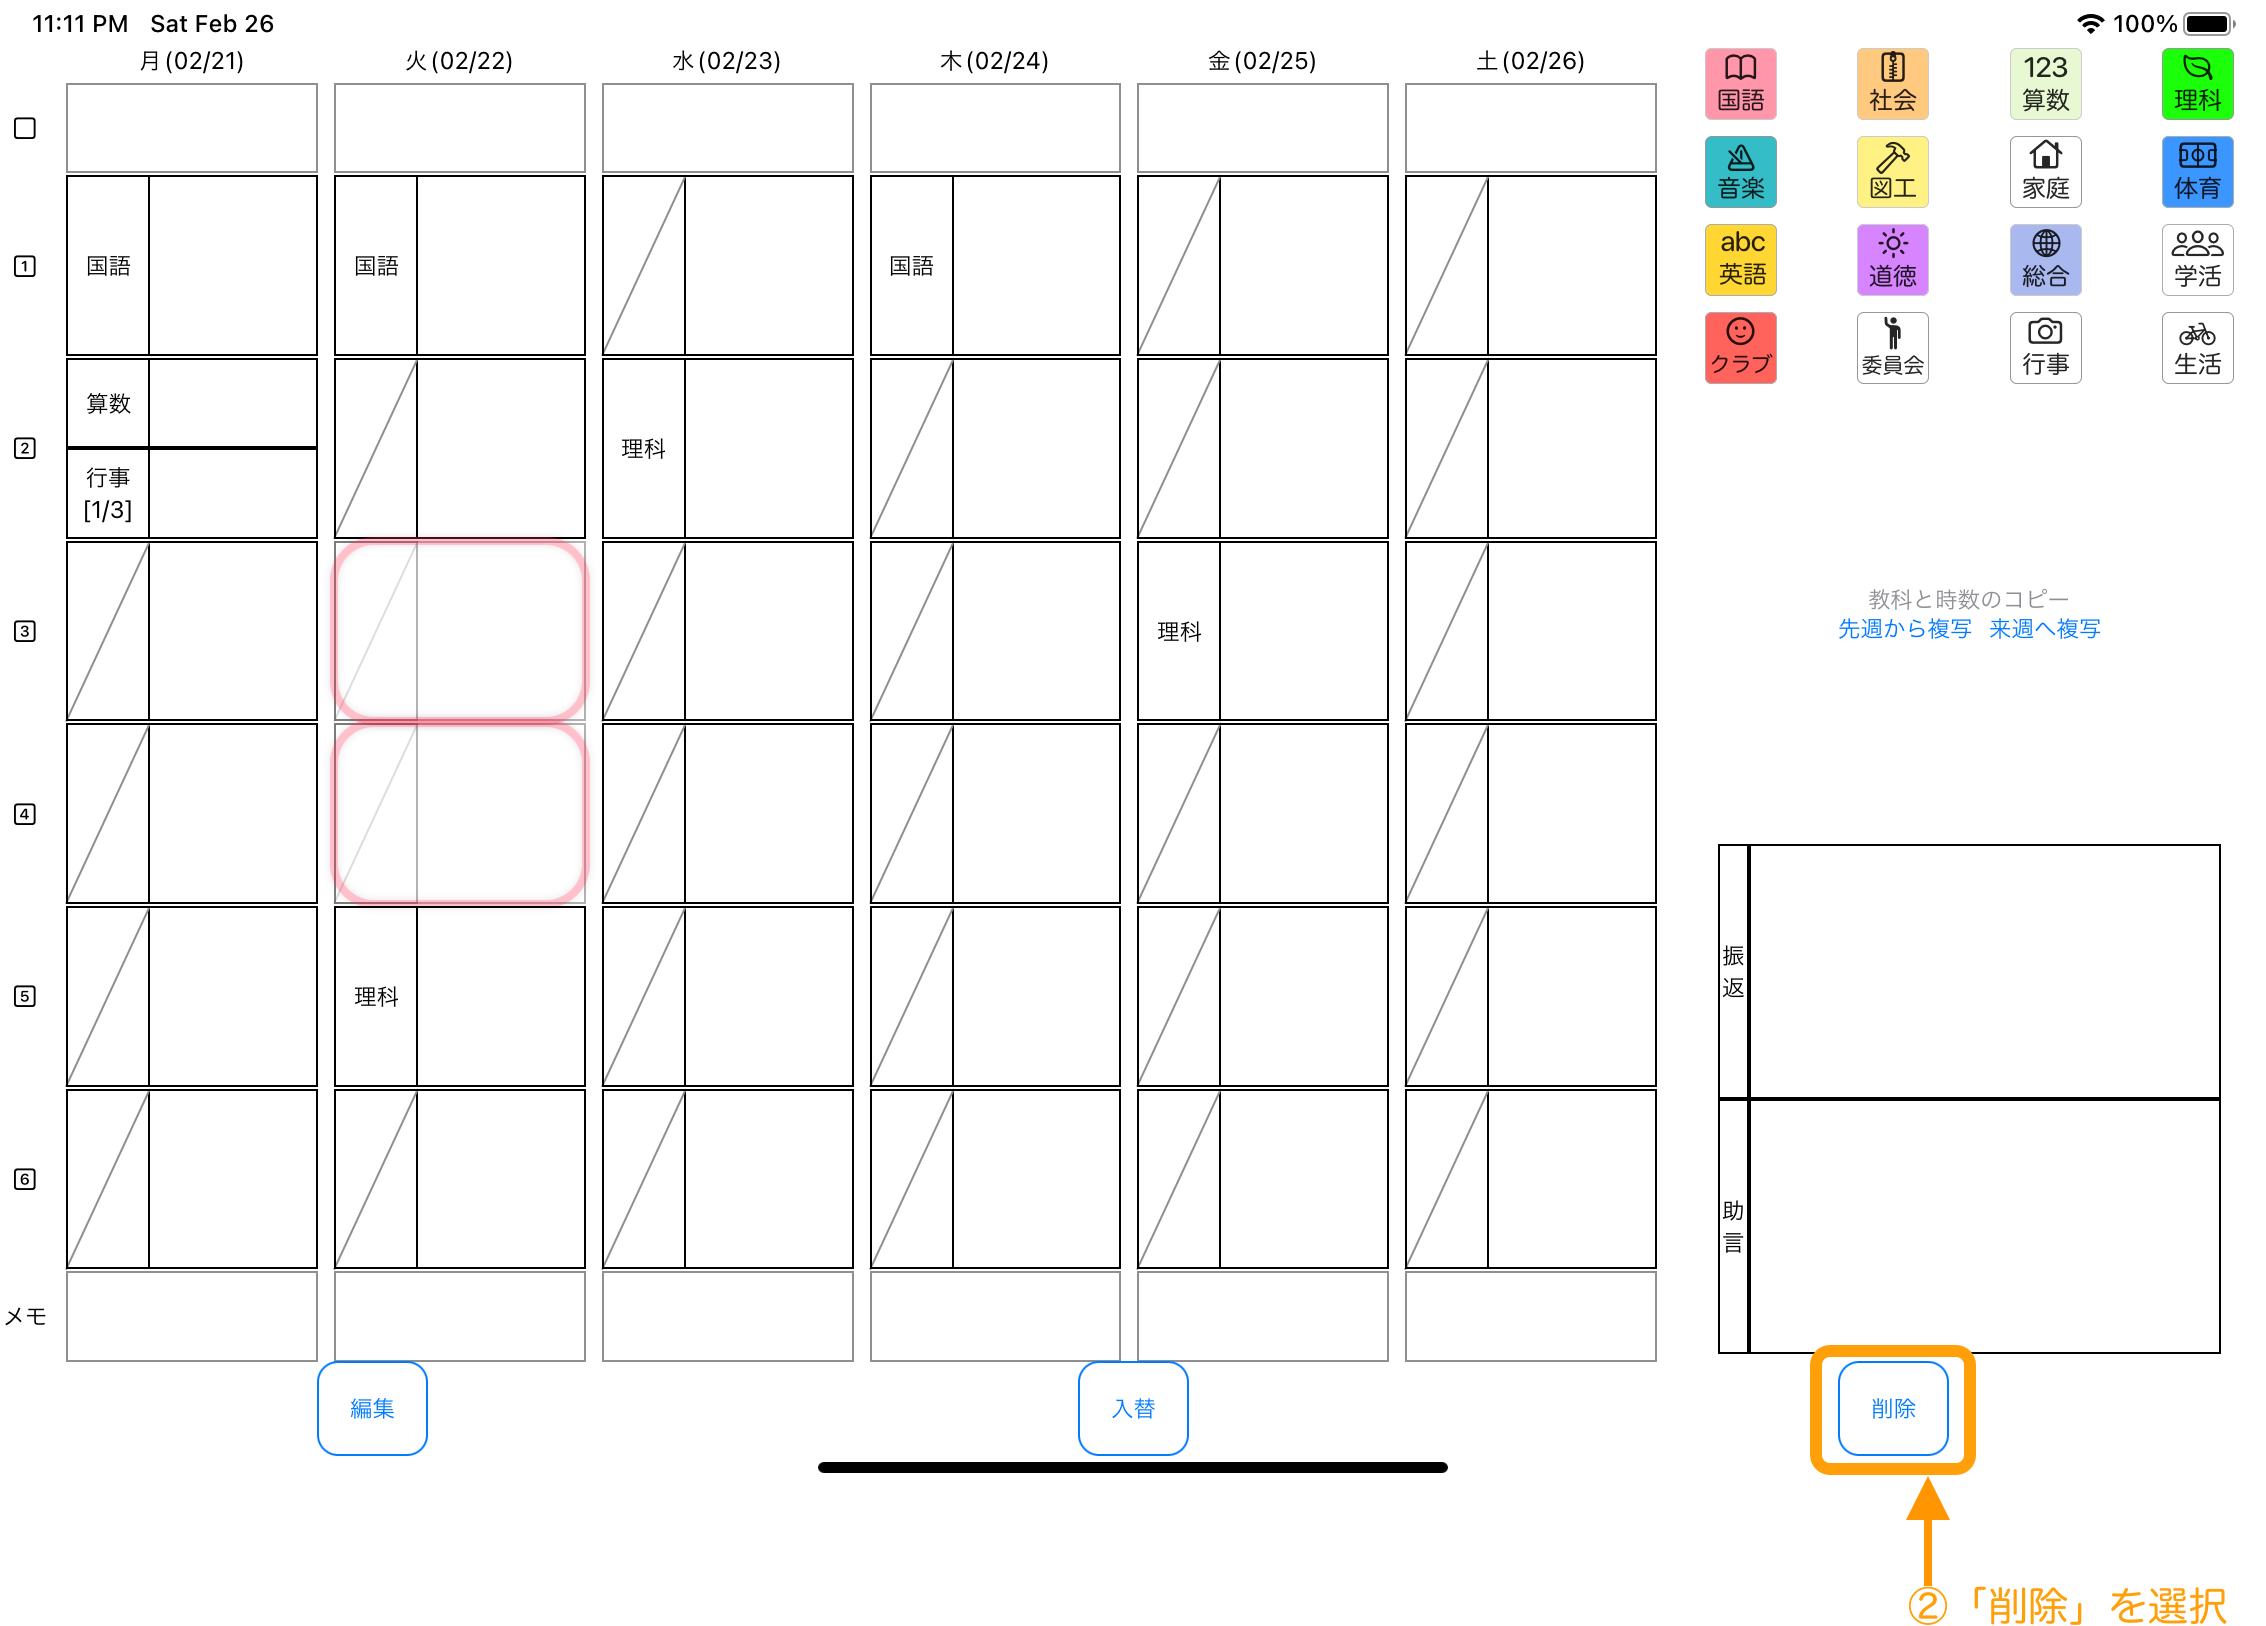 11:11 PM Sat Feb 26
100%
月(02/21) 火(02/22) 水(02/23) 木(02/24) 金(02/25) 土(02/26)
国語 社会 123 算数 理科
音楽 図工 家庭 体育
abc 英語 道徳 総合 学活
クラブ 委員会 行事 生活
1 国語 国語 国語
2 算数
行事
[1/3]
理科
3 理科
教科と時数のコピー
先週から複写 来週へ複写
4
5 理科
6
メモ
振返
助言
編集 入替 削除
②「削除」を選択